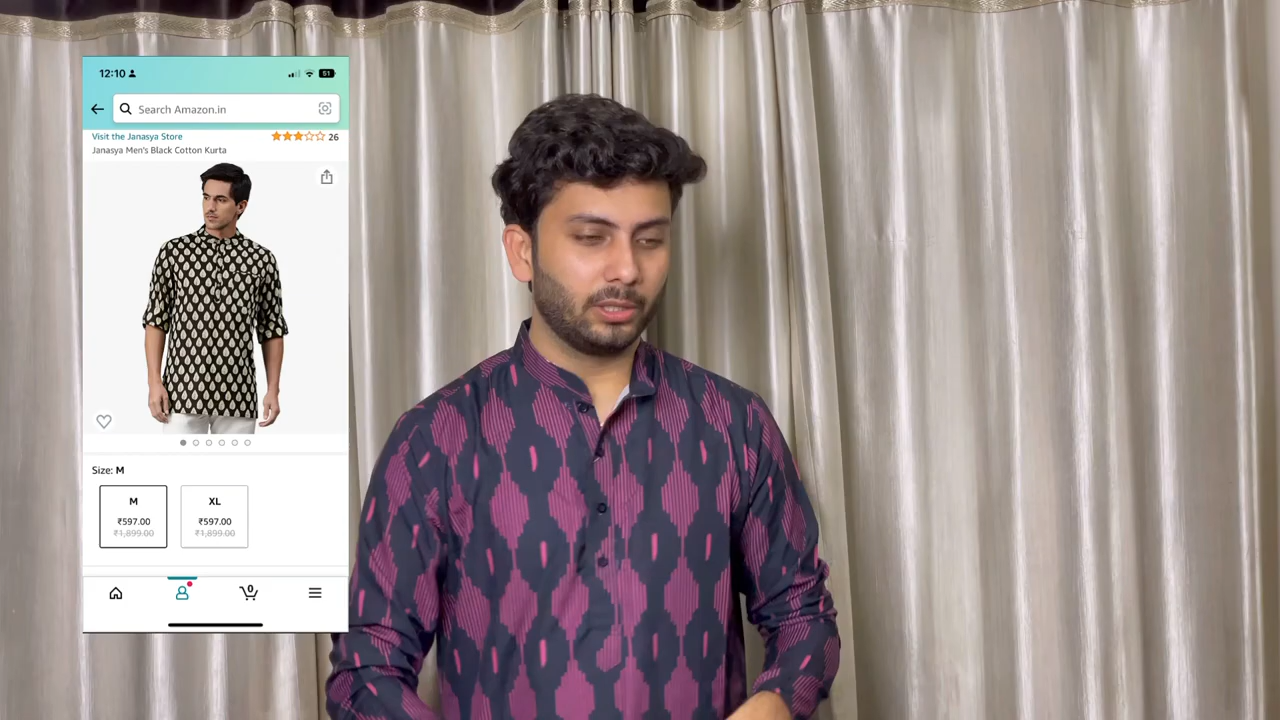 12:10
51
Search Amazon.in
Visit the Janasya Store
26
Janasya Men's Black Cotton Kurta
Size: M
M
XL
₹597.00
₹597.00
₹1,899.00
₹1,899.00
0